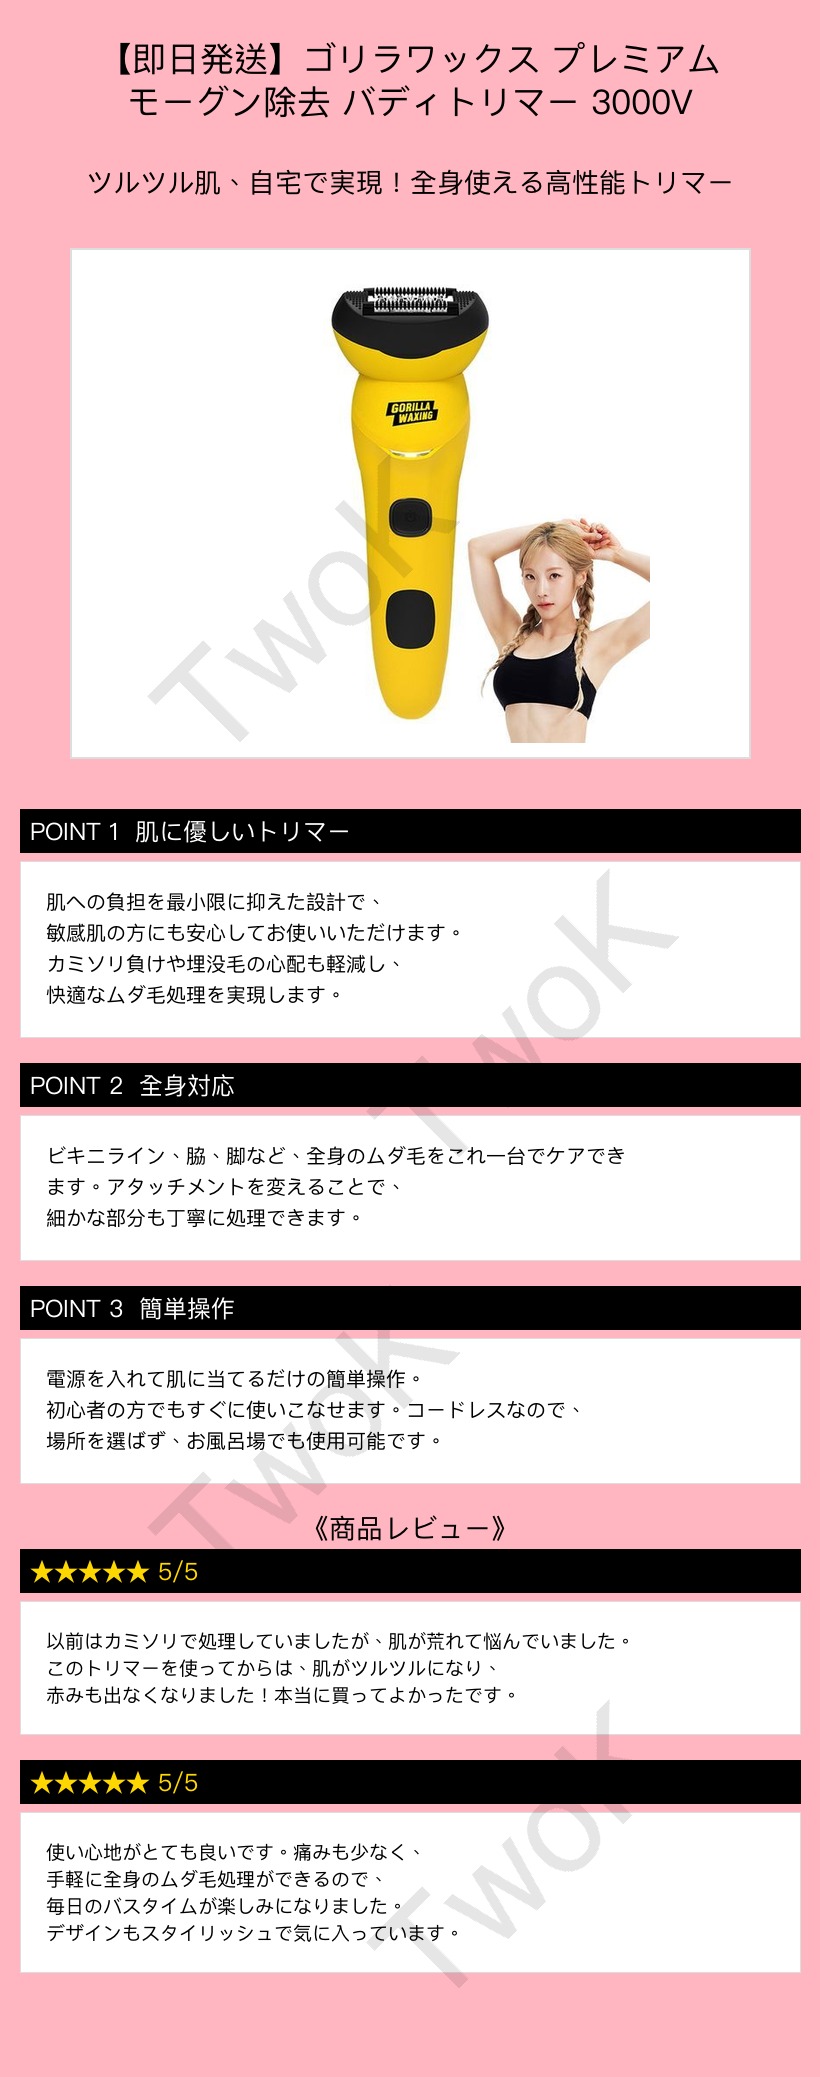 【即日発送】ゴリラワックス プレミアム
モーグン除去 バディトリマー 3000V
ツルツル肌、自宅で実現！全身使える高性能トリマー
GORILLA
WAXING
TwoK
POINT 1 肌に優しいトリマー
肌への負担を最小限に抑えた設計で、
敏感肌の方にも安心してお使いいただけます。
カミソリ負けや埋没毛の心配も軽減し、
快適なムダ毛処理を実現します。
TwoK
POINT 2 全身対応
ビキニライン、脇、脚など、全身のムダ毛をこれ一台でケアでき
ます。アタッチメントを変えることで、
細かな部分も丁寧に処理できます。
POINT 3 簡単操作
電源を入れて肌に当てるだけの簡単操作。
初心者の方でもすぐに使いこなせます。コードレスなので、
場所を選ばず、お風呂場でも使用可能です。
TwoK
《商品レビュー》
★★★★★ 5/5
以前はカミソリで処理していましたが、肌が荒れて悩んでいました。
このトリマーを使ってからは、肌がツルツルになり、
赤みも出なくなりました！本当に買ってよかったです。
★★★★★ 5/5
使い心地がとても良いです。痛みも少なく、
手軽に全身のムダ毛処理ができるので、
毎日のバスタイムが楽しみになりました。
デザインもスタイリッシュで気に入っています。
TwoK